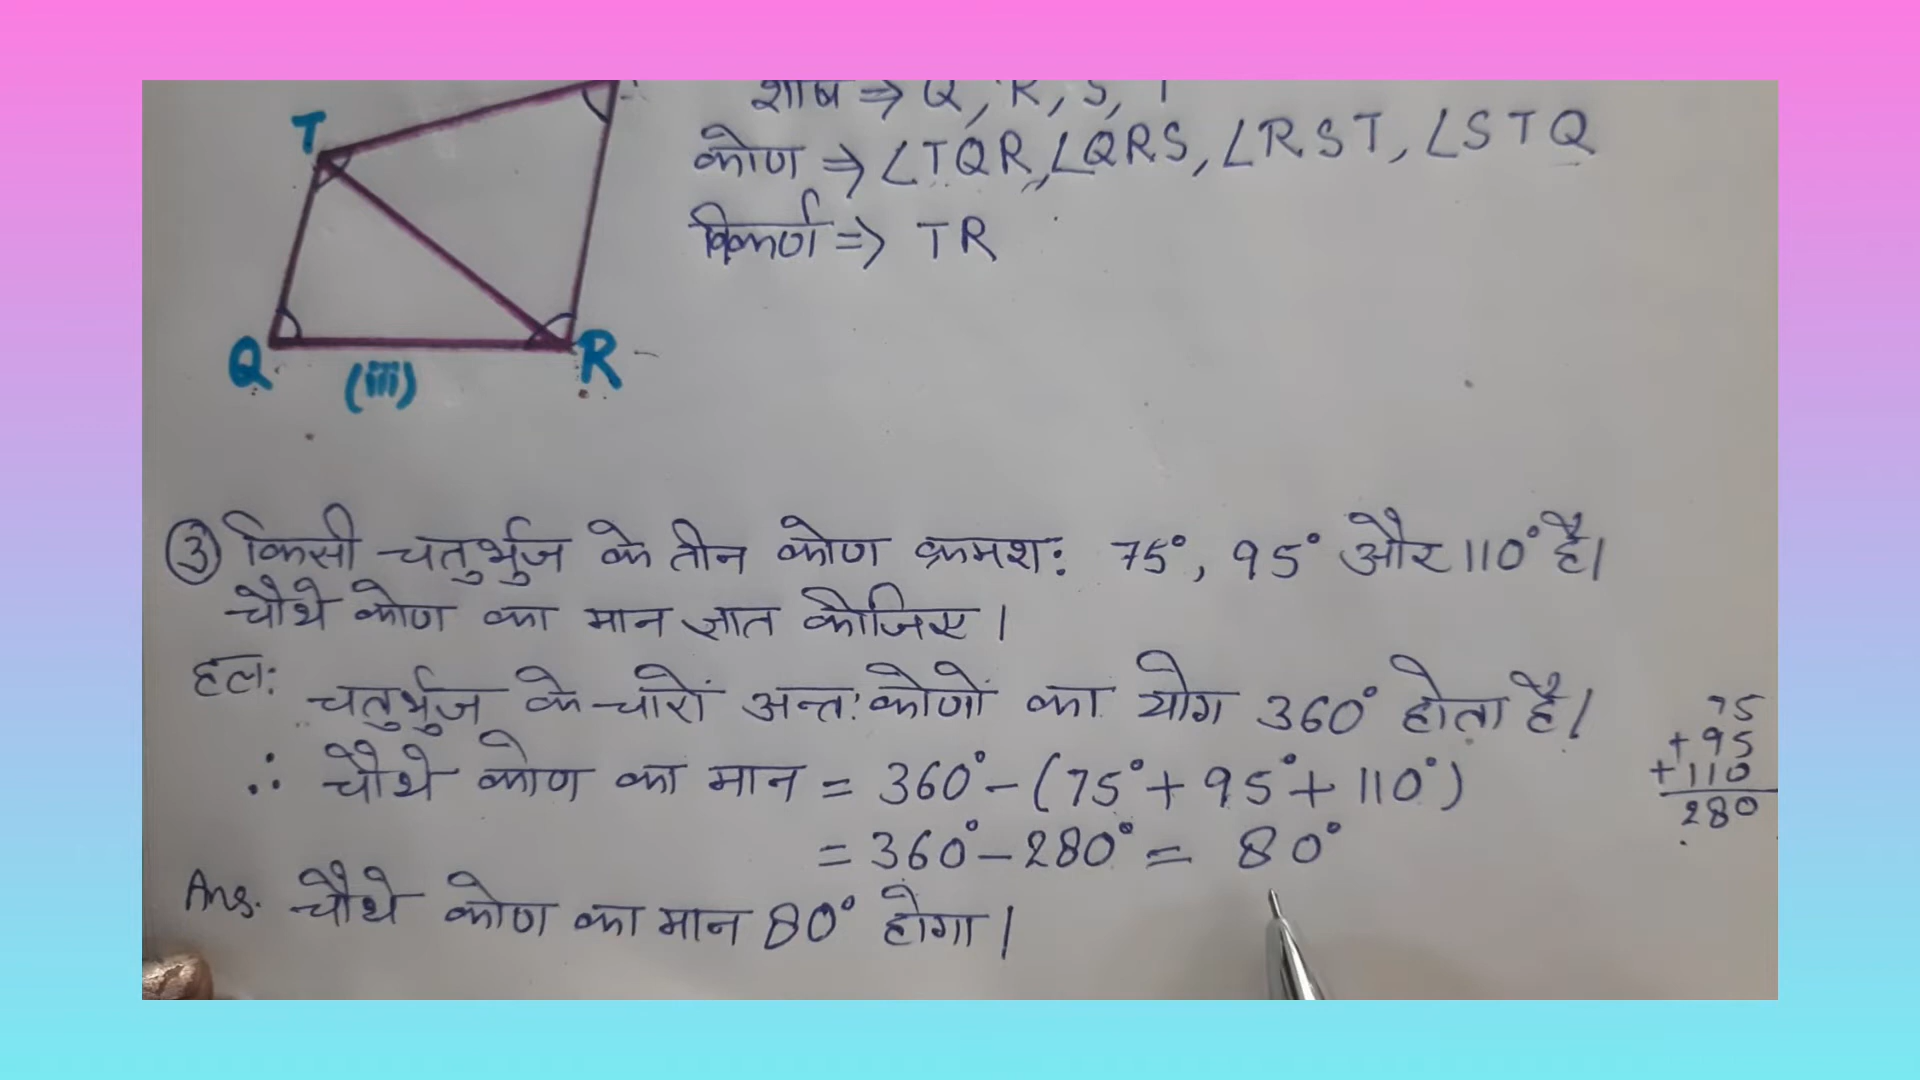 T
Q
R
(iii)
शीर्ष ⇒ Q, R, S, T
कोण ⇒ ∠TQR, ∠QRS, ∠RST, ∠STQ
विकर्ण ⇒ TR
③ किसी चतुर्भुज के तीन कोण क्रमश: 75°, 95° और 110° है।
चौथे कोण का मान ज्ञात कीजिए।
हल:
चतुर्भुज के चारों अन्त:कोणों का योग 360° होता है।
∴ चौथे कोण का मान = 360° - (75° + 95° + 110°)
= 360° - 280° = 80°
Ans. चौथे कोण का मान 80° होगा।
75
+ 95
+ 110
280